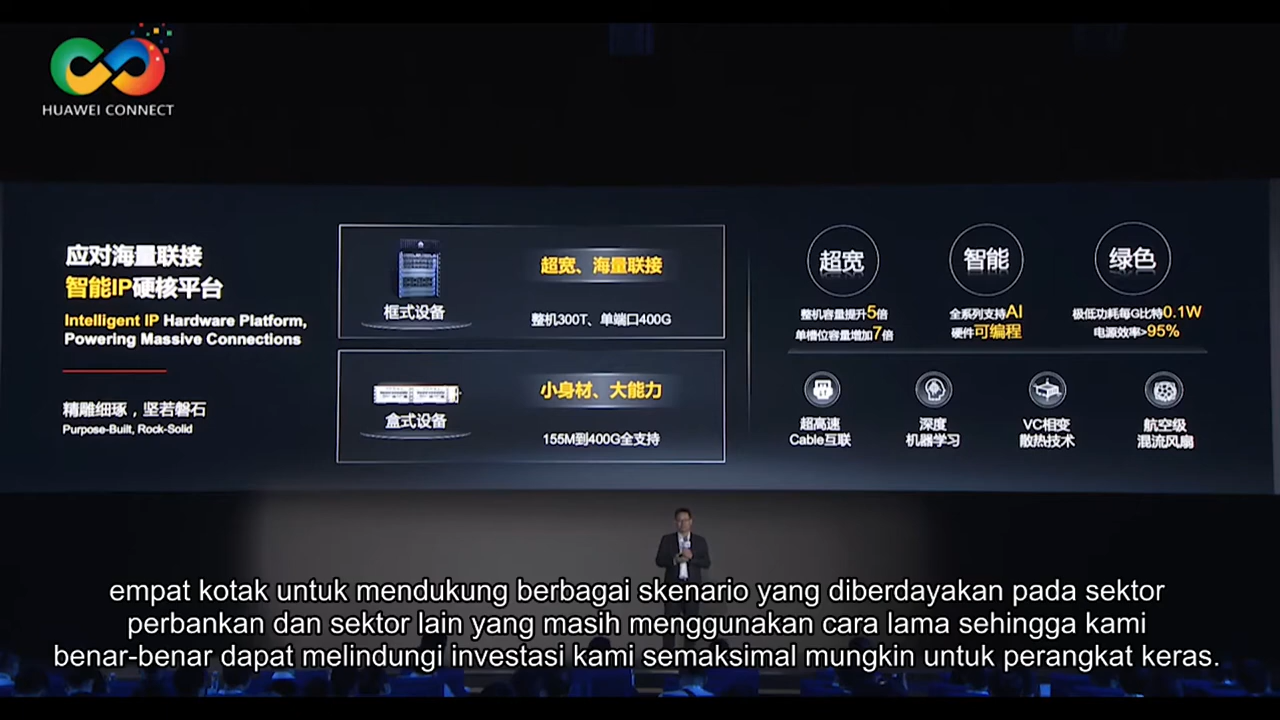 HUAWEI CONNECT
应对海量联接
智能IP硬核平台
Intelligent IP Hardware Platform,
Powering Massive Connections
精雕细琢，坚若磐石
Purpose-Built, Rock-Solid
框式设备
超宽、海量联接
整机300T、单端口400G
盒式设备
小身材、大能力
155M到400G全支持
超宽
整机容量提升5倍
单槽位容量增加7倍
智能
全系列支持AI
硬件可编程
绿色
极低功耗每G比特0.1W
电源效率>95%
超高速
Cable互联
深度
机器学习
VC相变
散热技术
航空级
混流风扇
empat kotak untuk mendukung berbagai skenario yang diberdayakan pada sektor
perbankan dan sektor lain yang masih menggunakan cara lama sehingga kami
benar-benar dapat melindungi investasi kami semaksimal mungkin untuk perangkat keras.